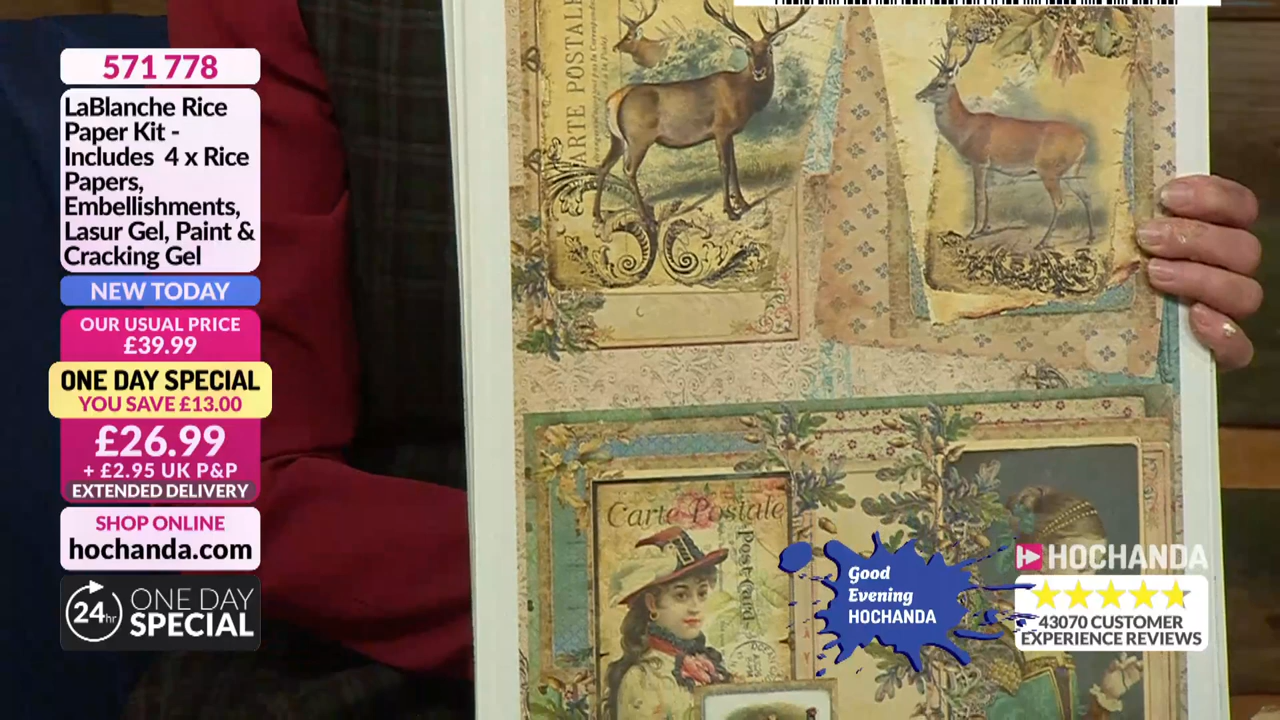 571 778
LaBlanche Rice
Paper Kit -
Includes 4 x Rice
Papers,
Embellishments,
Lasur Gel, Paint &
Cracking Gel
NEW TODAY
OUR USUAL PRICE
£39.99
ONE DAY SPECIAL
YOU SAVE £13.00
£26.99
+ £2.95 UK P&P
EXTENDED DELIVERY
SHOP ONLINE
hochanda.com
24hr
ONE DAY
SPECIAL
ARTE POSTALE
Carte Postale
Post Card
Good
Evening
HOCHANDA
HOCHANDA
43070 CUSTOMER
EXPERIENCE REVIEWS